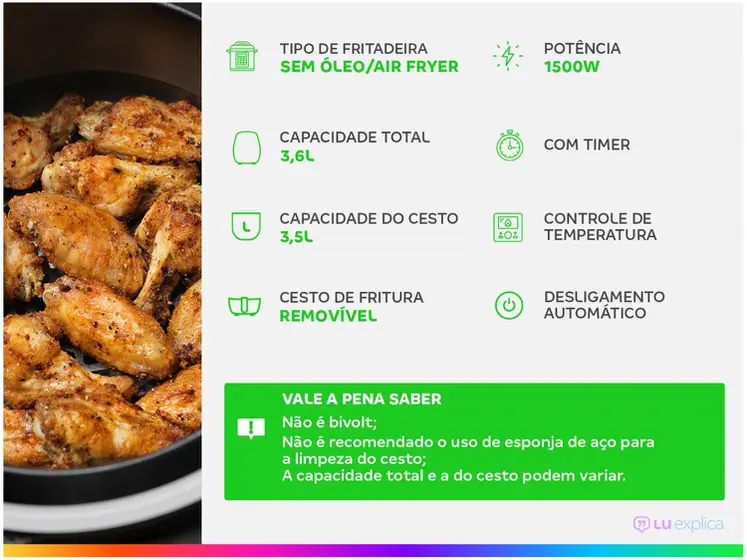 TIPO DE FRITADEIRA
SEM ÓLEO/AIR FRYER
POTÊNCIA
1500W
CAPACIDADE TOTAL
3,6L
COM TIMER
CAPACIDADE DO CESTO
3,5L
CONTROLE DE
TEMPERATURA
CESTO DE FRITURA
REMOVÍVEL
DESLIGAMENTO
AUTOMÁTICO
VALE A PENA SABER
Não é bivolt;
Não é recomendado o uso de esponja de aço para
a limpeza do cesto;
A capacidade total e a do cesto podem variar.
LU explica